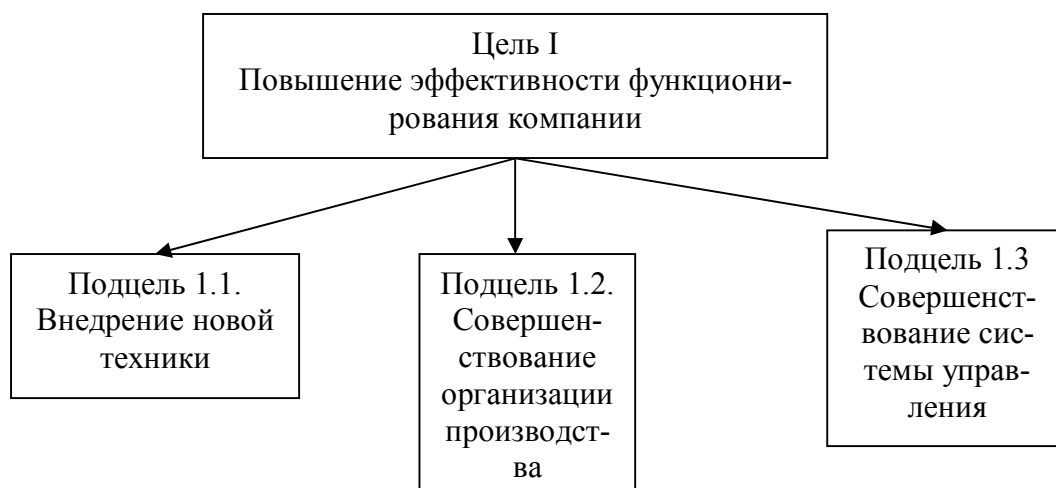 Цель I
Повышение эффективности функциони-
рования компании
Подцель 1.1.
Внедрение новой
техники
Подцель 1.2.
Совершен-
ствование
организации
производст-
ва
Подцель 1.3
Совершенст-
вование сис-
темы управ-
ления